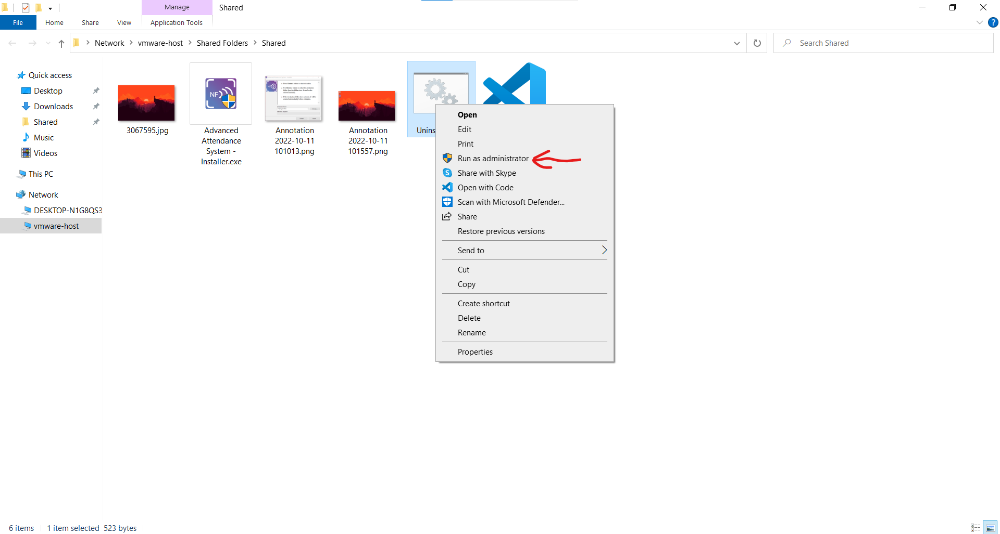 Manage
Shared
File
Home
Share
View
Application Tools
Network
vmware-host
Shared Folders
Shared
Search Shared
Quick access
Desktop
Downloads
Shared
Music
Videos
This PC
Network
DESKTOP-N1G8QS3
vmware-host
3067595.jpg
NF
Advanced
Attendance
System -
Installer.exe
Annotation
2022-10-11
101013.png
Annotation
2022-10-11
101557.png
Unins
Open
Edit
Print
Run as administrator
Share with Skype
Open with Code
Scan with Microsoft Defender...
Share
Restore previous versions
Send to
Cut
Copy
Create shortcut
Delete
Rename
Properties
6 items
1 item selected 523 bytes